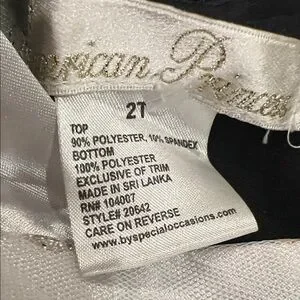 American Princess
2T
TOP
90% POLYESTER, 10% SPANDEX
BOTTOM
100% POLYESTER
EXCLUSIVE OF TRIM
MADE IN SRI LANKA
RN# 104007
STYLE# 20642
CARE ON REVERSE
www.byspecialoccasions.com